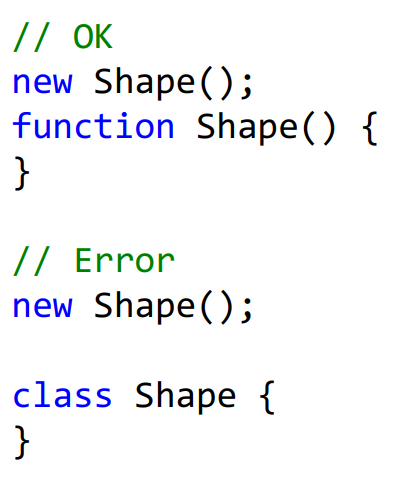 // OK
new Shape();
function Shape() {
}
// Error
new Shape();
class Shape {
}